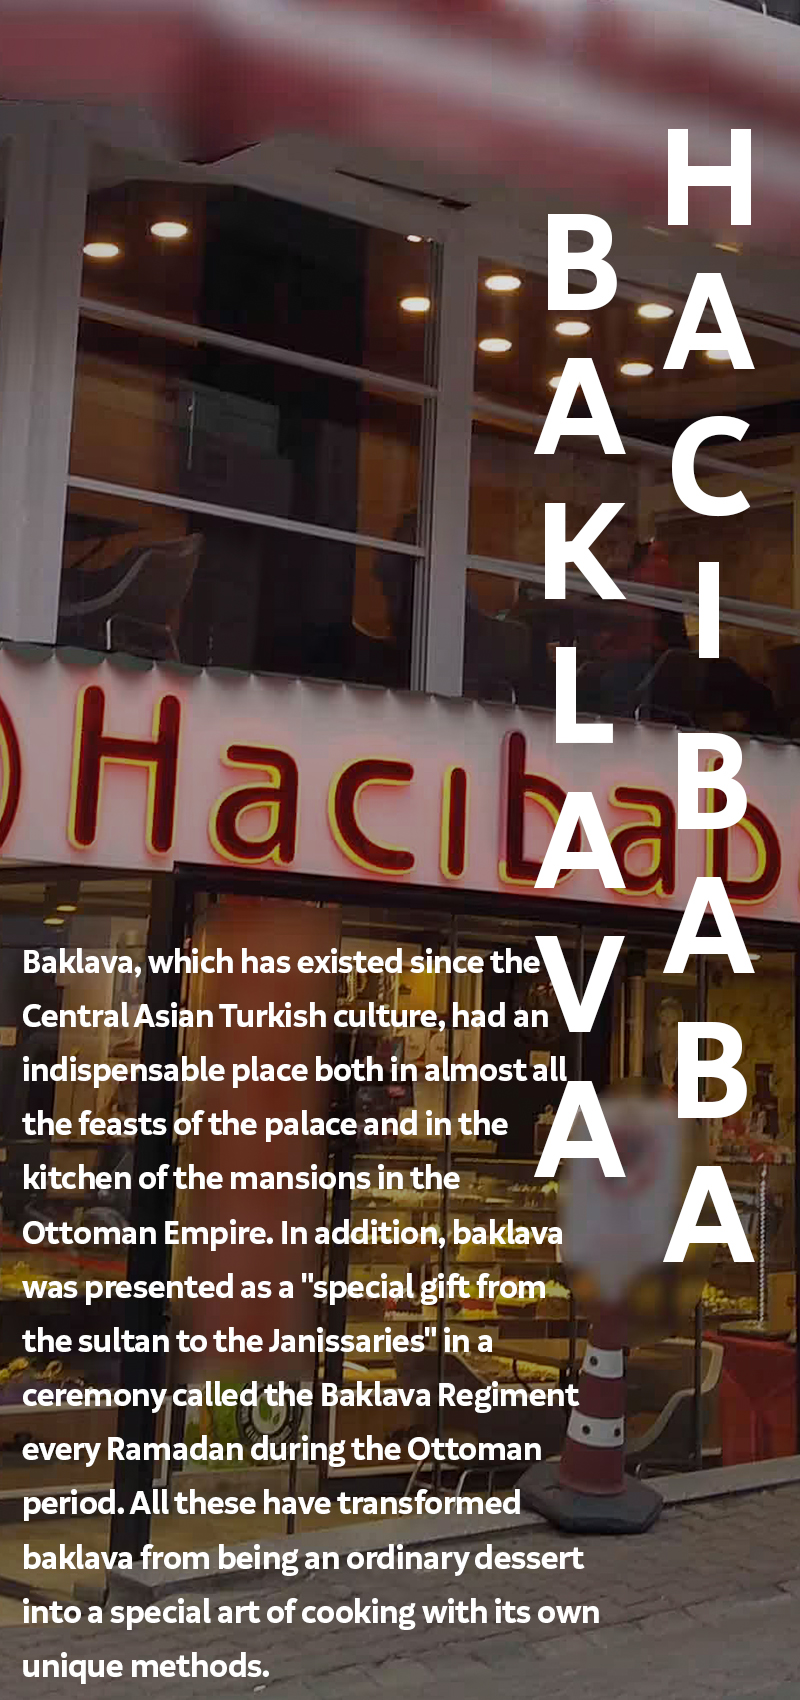 HACIBABA
BAKLAVA
Hacıbab
Baklava, which has existed since the
Central Asian Turkish culture, had an
indispensable place both in almost all
the feasts of the palace and in the
kitchen of the mansions in the
Ottoman Empire. In addition, baklava
was presented as a "special gift from
the sultan to the Janissaries" in a
ceremony called the Baklava Regiment
every Ramadan during the Ottoman
period. All these have transformed
baklava from being an ordinary dessert
into a special art of cooking with its own
unique methods.